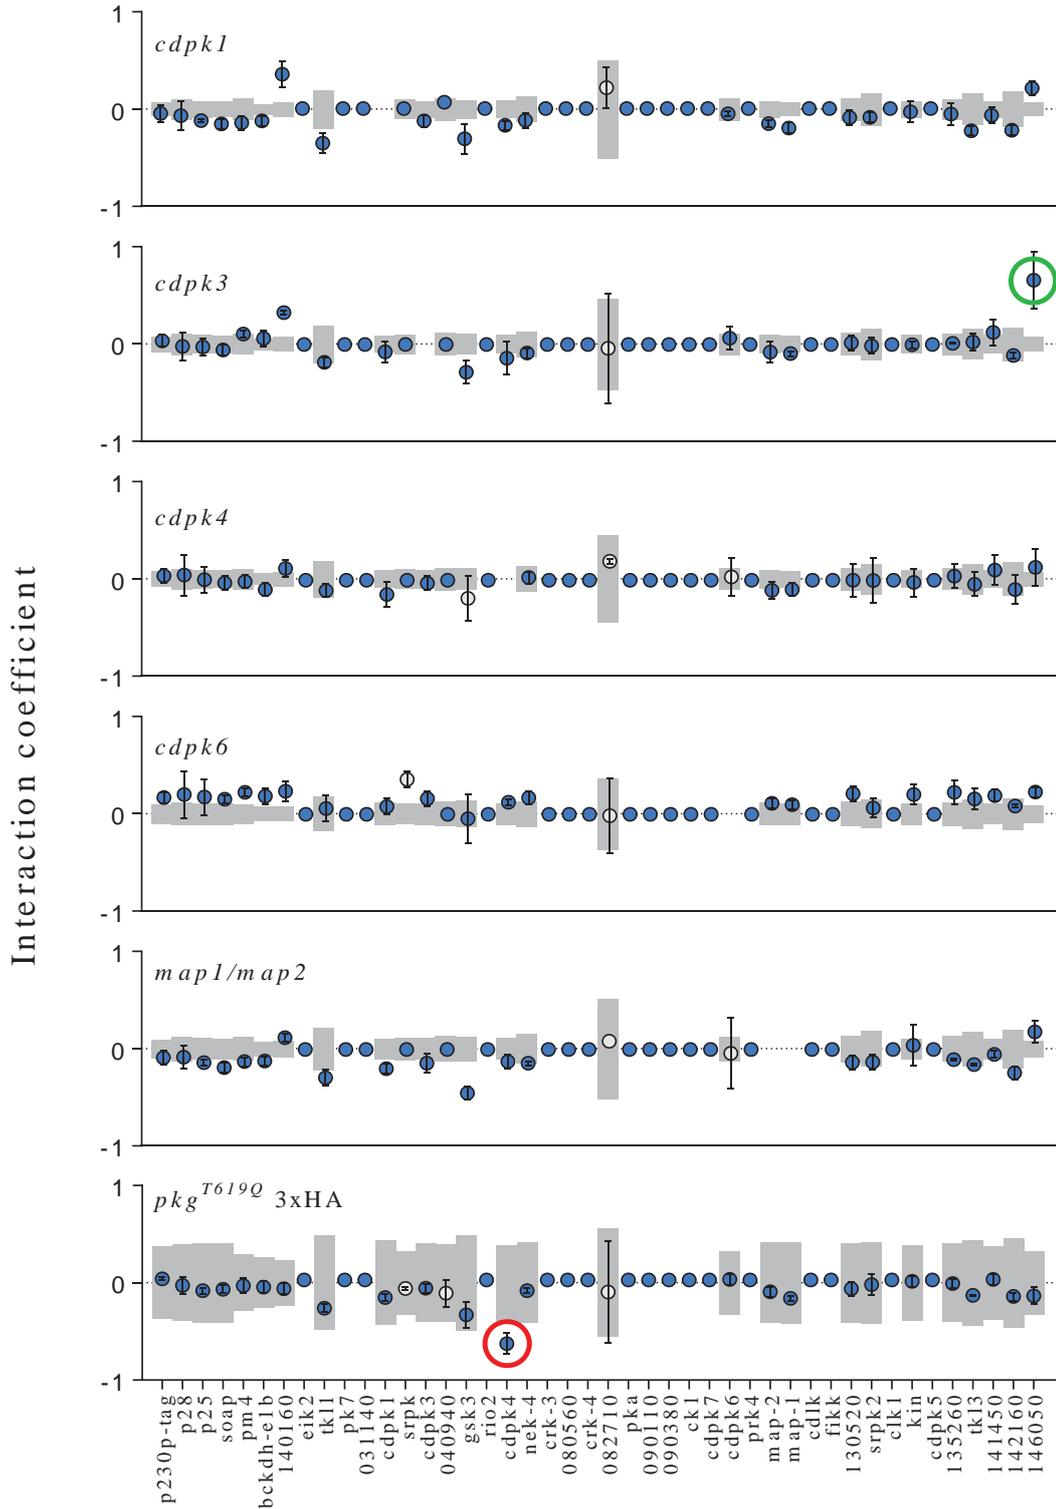 Interaction coefficient
1
cdpk1
0
-1
1
cdpk3
0
-1
1
cdpk4
0
-1
1
cdpk6
0
-1
1
map1/map2
0
-1
1
pkg^T619Q 3xHA
0
-1
p230p-tag
p28
p25
soap
pm4
bckdh-e1b
140160
eik2
tkl1
pk7
031140
cdpk1
srpk
cdpk3
0409400
gsk3
rio2
cdpk4
nek-4
crk-3
080560
crk-4
082710
pka
090110
090380
ck1
cdpk7
cdpk6
prk4
map-2
map-1
cdlk
fikk
1305520
srpk2
clk1
kin
cdpk5
135260
tkl3
141450
142160
146050